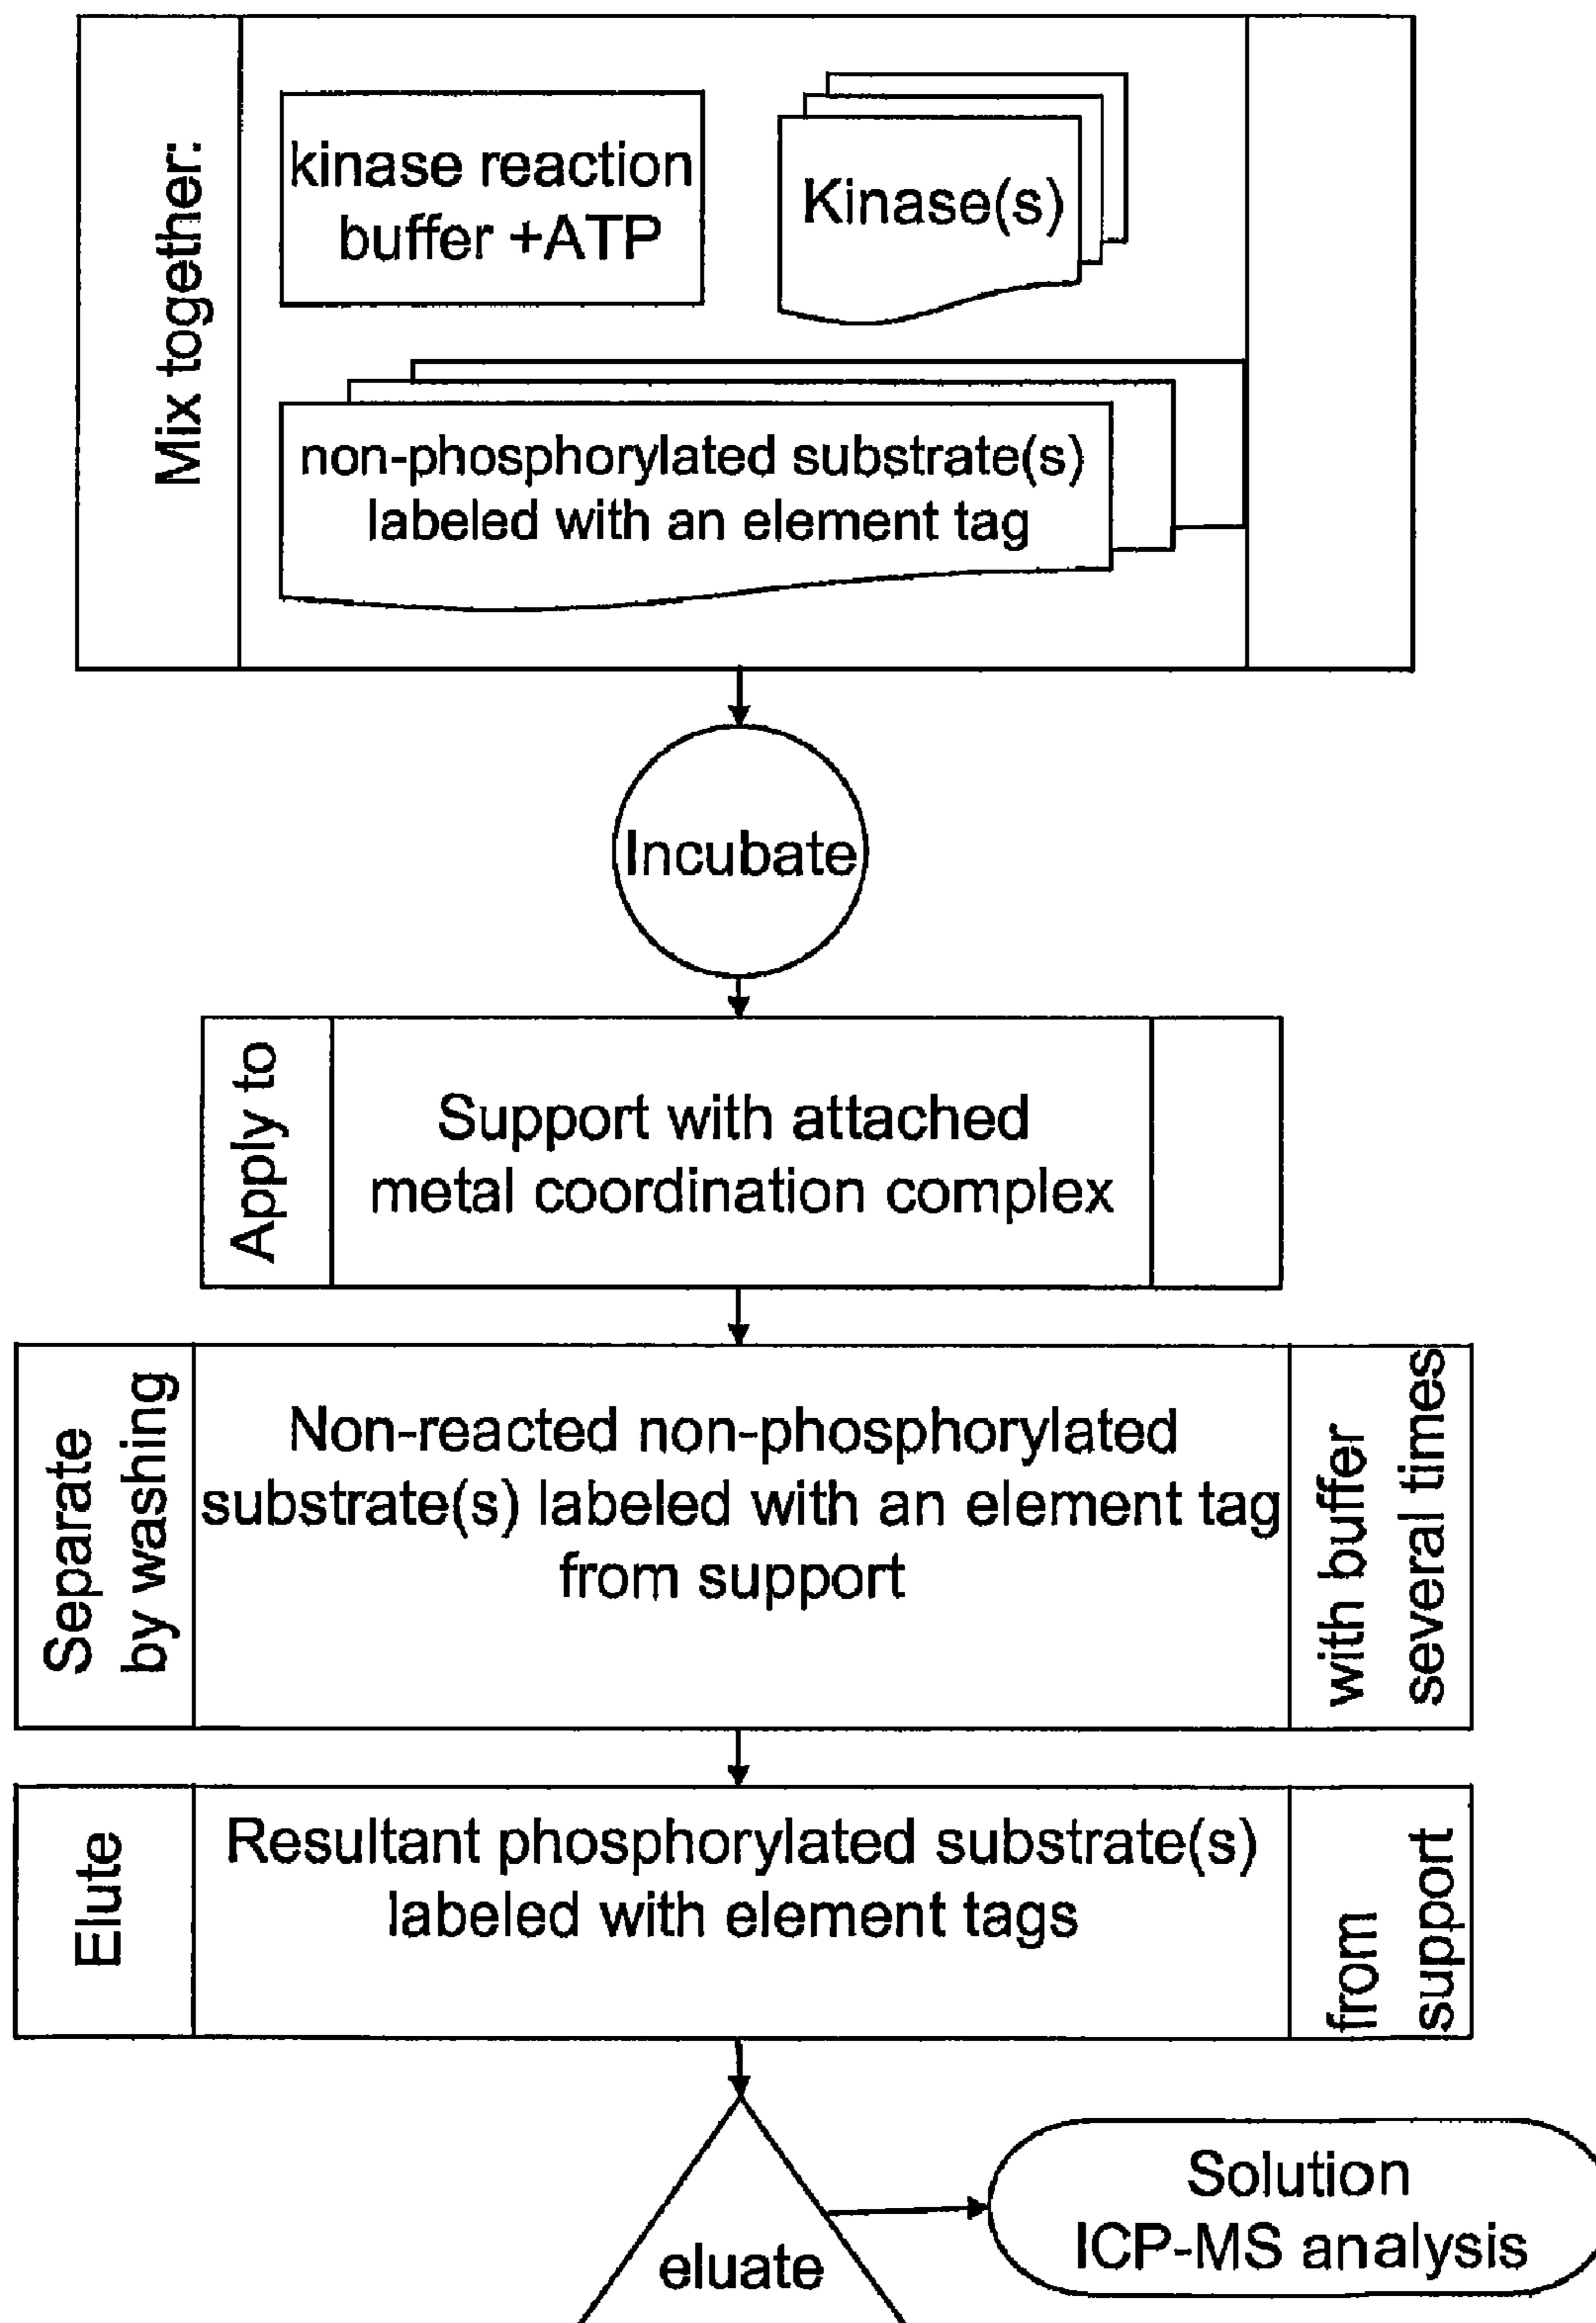 Mix together:
kinase reaction
buffer +ATP
Kinase(s)
non-phosphorylated substrate(s)
labeled with an element tag
Incubate
Apply to
Support with attached
metal coordination complex
Separate
by washing
Non-reacted non-phosphorylated
substrate(s) labeled with an element tag
from support
with buffer
several times
Elute
Resultant phosphorylated substrate(s)
labeled with element tags
from
support
eluate
Solution
ICP-MS analysis